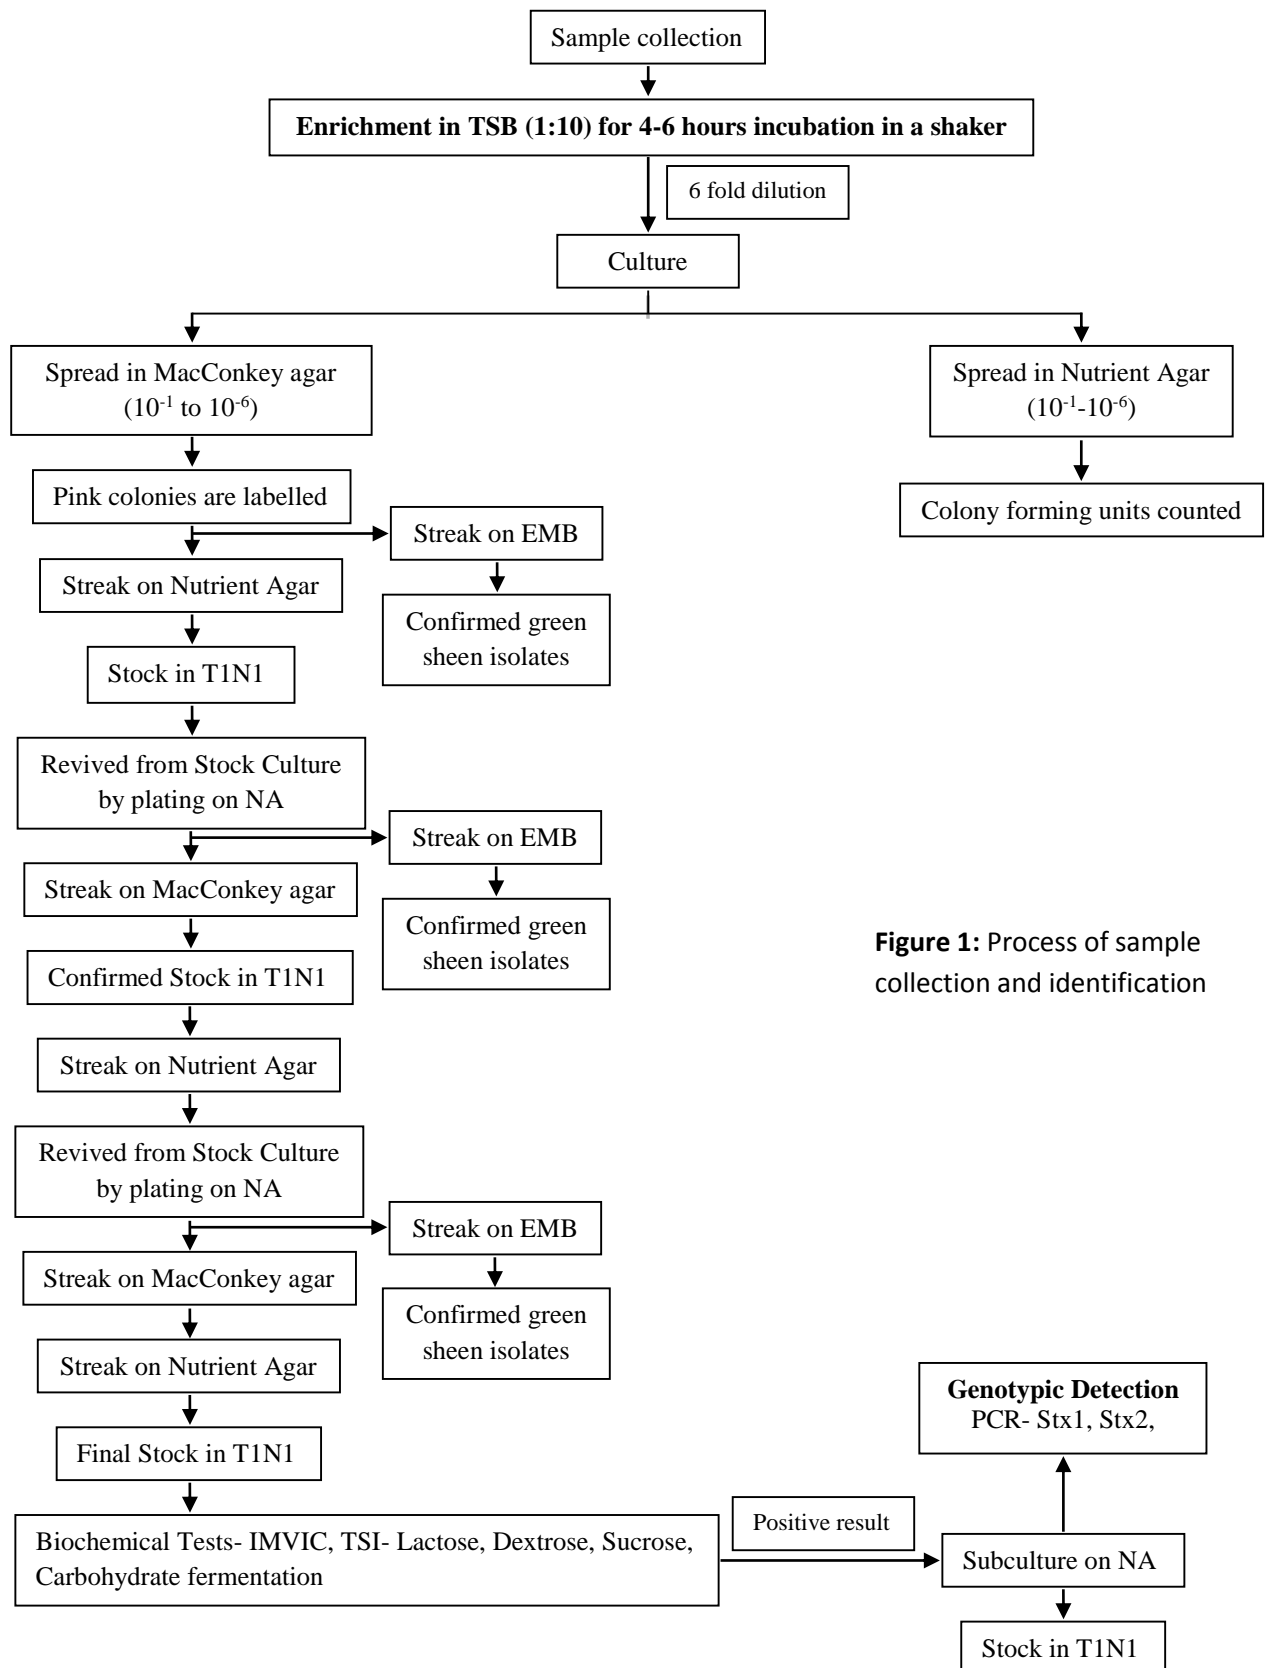 Sample collection
Enrichment in TSB (1:10) for 4-6 hours incubation in a shaker
6 fold dilution
Culture
Spread in MacConkey agar
(10⁻¹ to 10⁻⁶)
Spread in Nutrient Agar
(10⁻¹-10⁻⁶)
Pink colonies are labelled
Colony forming units counted
Streak on EMB
Streak on Nutrient Agar
Confirmed green
sheen isolates
Stock in T1N1
Revived from Stock Culture
by plating on NA
Streak on EMB
Streak on MacConkey agar
Confirmed green
sheen isolates
Confirmed Stock in T1N1
Figure 1: Process of sample
collection and identification
Streak on Nutrient Agar
Revived from Stock Culture
by plating on NA
Streak on EMB
Streak on MacConkey agar
Confirmed green
sheen isolates
Streak on Nutrient Agar
Final Stock in T1N1
Genotypic Detection
PCR- Stx1, Stx2,
Biochemical Tests- IMVIC, TSI- Lactose, Dextrose, Sucrose,
Carbohydrate fermentation
Positive result
Subculture on NA
Stock in T1N1